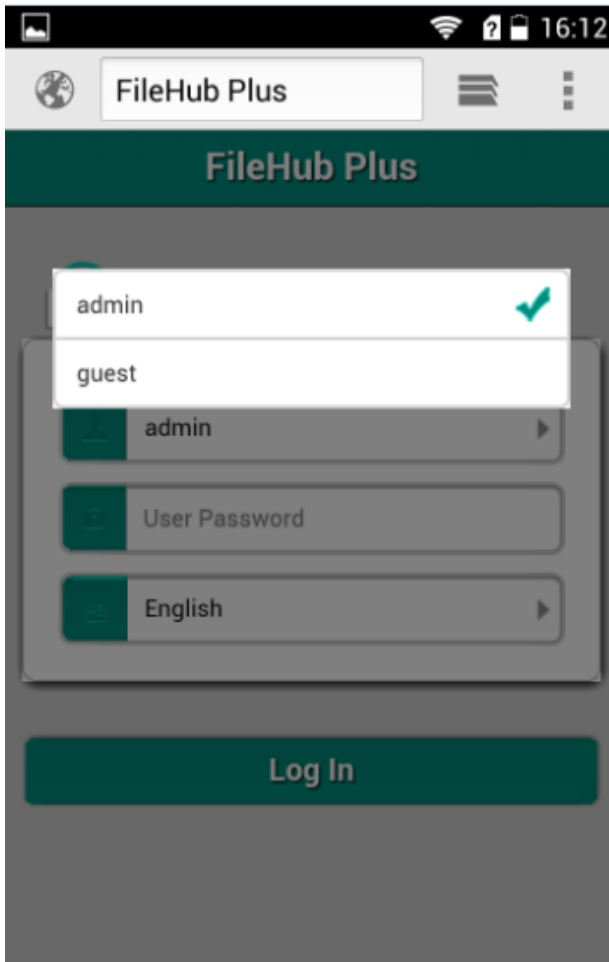 16:12
FileHub Plus
FileHub Plus
admin
guest
admin
User Password
English
Log In